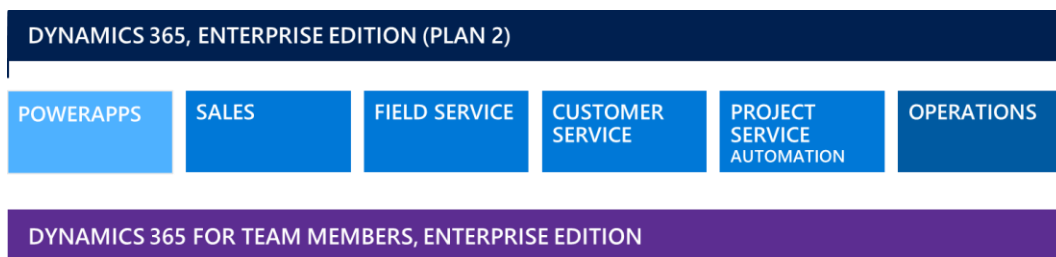 DYNAMICS 365, ENTERPRISE EDITION (PLAN 2)
POWERAPPS
SALES
FIELD SERVICE
CUSTOMER
SERVICE
PROJECT
SERVICE
AUTOMATION
OPERATIONS
DYNAMICS 365 FOR TEAM MEMBERS, ENTERPRISE EDITION